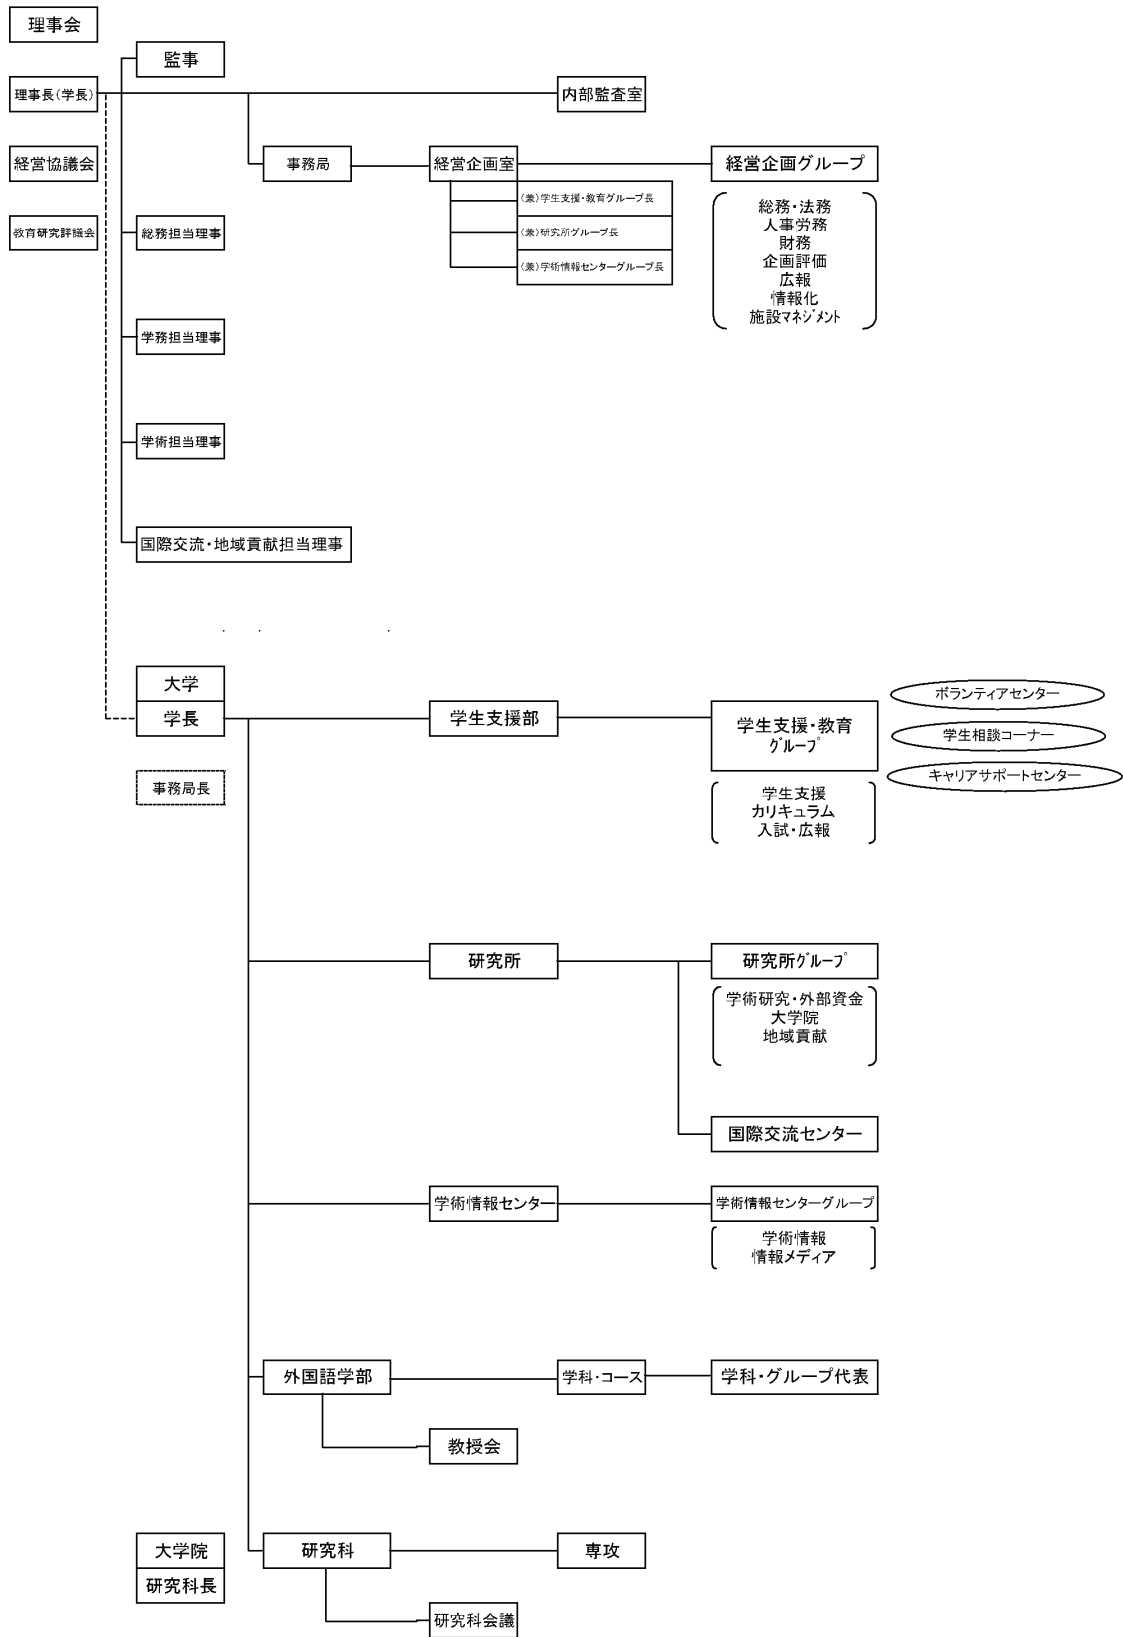 理事会
監事
理事長(学長)
内部監査室
経営協議会
事務局
経営企画室
経営企画グループ
(兼)学生支援・教育グループ長
(兼)研究所グループ長
(兼)学術情報センターグループ長
総務・法務
人事労務
財務
企画評価
広報
情報化
施設マネジメント
教育研究評議会
総務担当理事
学務担当理事
学術担当理事
国際交流・地域貢献担当理事
大学
学長
事務局長
学生支援部
学生支援・教育
グループ
学生支援
カリキュラム
入試・広報
ボランティアセンター
学生相談コーナー
キャリアサポートセンター
研究所
研究所グループ
学術研究・外部資金
大学院
地域貢献
国際交流センター
学術情報センター
学術情報センターグループ
学術情報
情報メディア
外国語学部
学科・コース
学科・グループ代表
教授会
大学院
研究科長
研究科
専攻
研究科会議